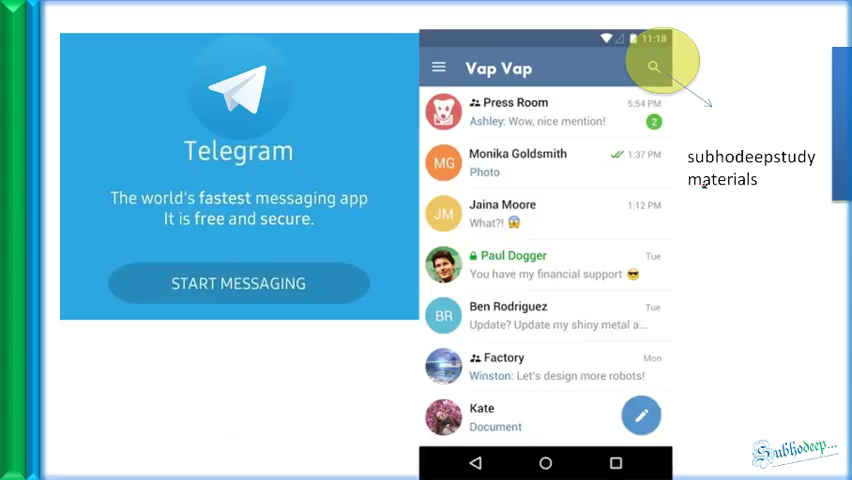 Telegram
The world's fastest messaging app
It is free and secure.
START MESSAGING
11:18
Vap Vap
Press Room
5:54 PM
Ashley: Wow, nice mention!
2
MG
Monika Goldsmith
1:37 PM
Photo
JM
Jaina Moore
1:12 PM
What?!
Paul Dogger
Tue
You have my financial support
BR
Ben Rodriguez
Tue
Update? Update my shiny metal a...
Factory
Mon
Winston: Let's design more robots!
Kate
Document
subhodeepstudy
materials
Subhodeep...